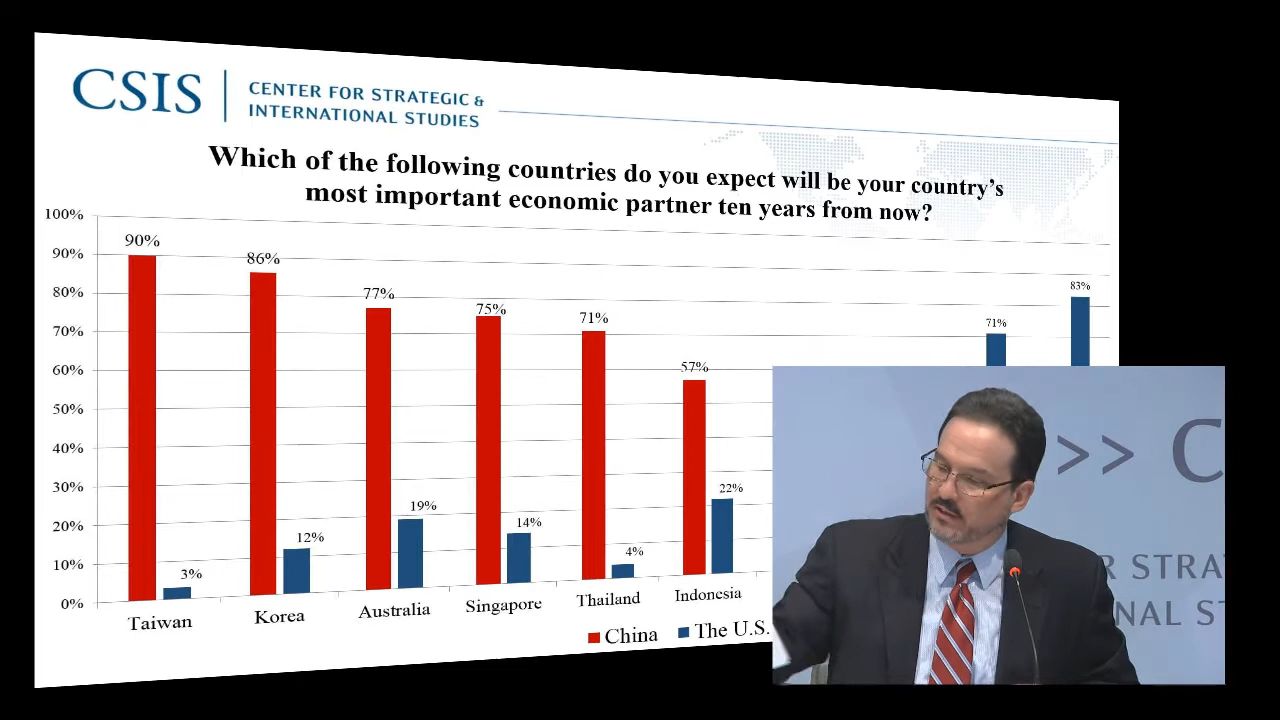 CSIS
CENTER FOR STRATEGIC &
INTERNATIONAL STUDIES
Which of the following countries do you expect will be your country's
most important economic partner ten years from now?
100%
90%
80%
70%
60%
50%
40%
30%
20%
10%
0%
90%
3%
86%
12%
77%
19%
75%
14%
71%
4%
57%
22%
71%
83%
Taiwan
Korea
Australia
Singapore
Thailand
Indonesia
China
The U.S.
>> C
R STRA
NAL ST